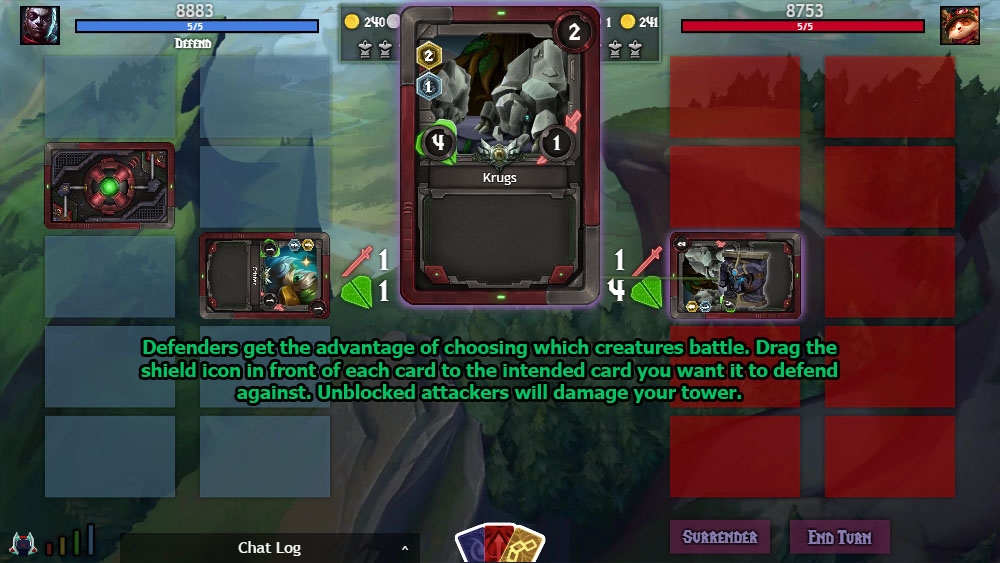 8883
5/5
Defend
240
2
1 241
8753
5/5
2
1
4
1
Krugs
1
1
1
4
Defenders get the advantage of choosing which creatures battle. Drag the
shield icon in front of each card to the intended card you want it to defend
against. Unblocked attackers will damage your tower.
Chat Log
Surrender
End Turn